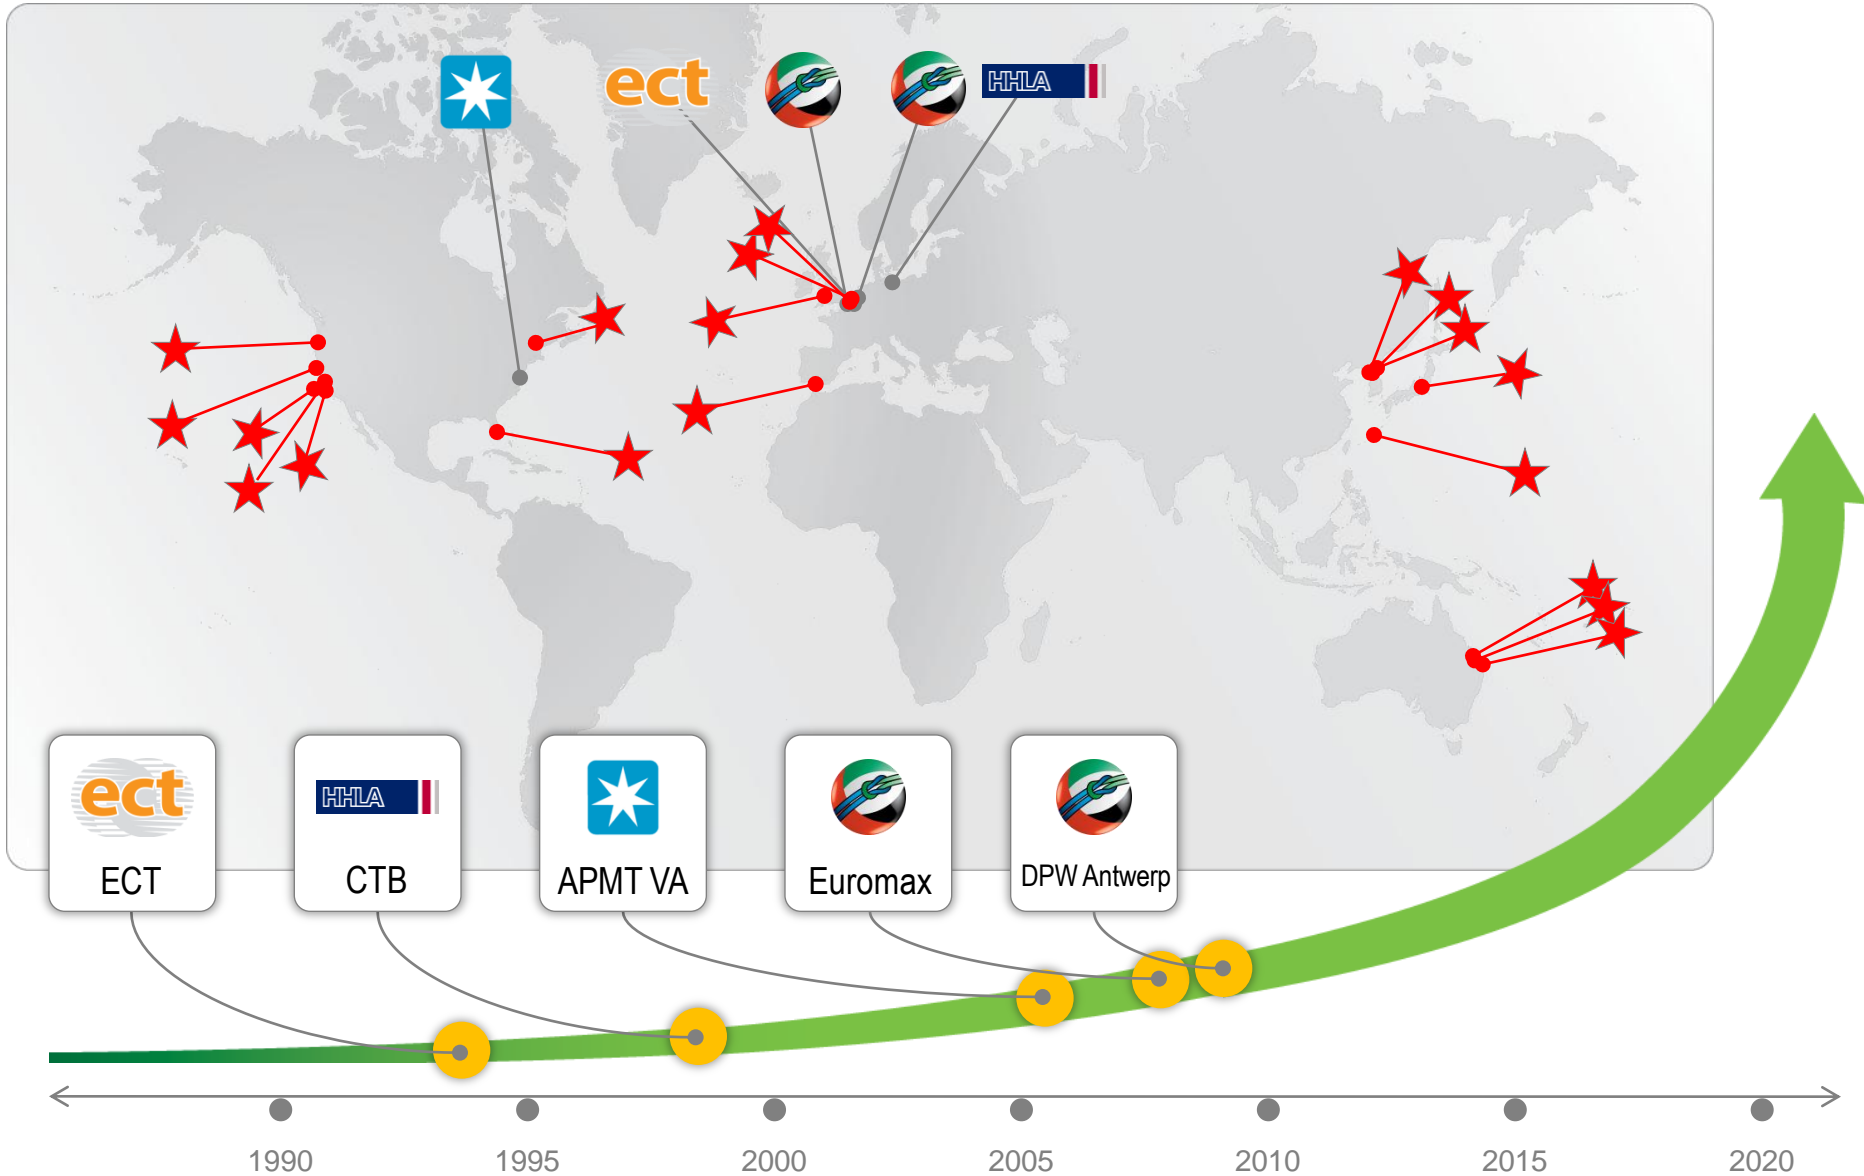 ect
HHLA
ect
HHLA
ECT
CTB
APMT VA
Euromax
DPW Antwerp
1990
1995
2000
2005
2010
2015
2020